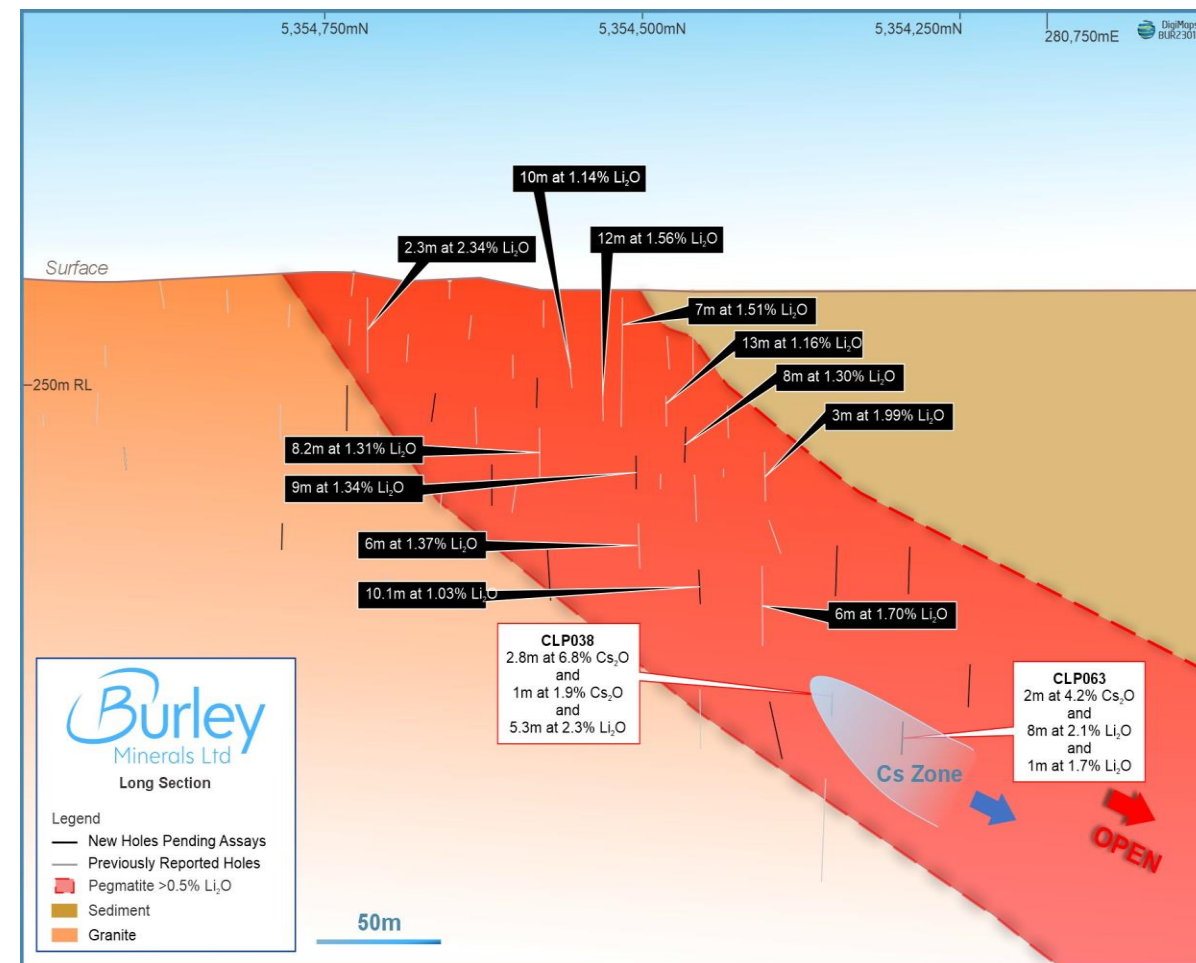 5,354,750mN
5,354,500mN
5,354,250mN
280,750mE
DigiMaps
BUR2301
10m at 1.14% Li₂O
12m at 1.56% Li₂O
2.3m at 2.34% Li₂O
Surface
7m at 1.51% Li₂O
13m at 1.16% Li₂O
8m at 1.30% Li₂O
250m RL
3m at 1.99% Li₂O
8.2m at 1.31% Li₂O
9m at 1.34% Li₂O
6m at 1.37% Li₂O
10.1m at 1.03% Li₂O
6m at 1.70% Li₂O
CLP038
2.8m at 6.8% Cs₂O
and
1m at 1.9% Cs₂O
and
5.3m at 2.3% Li₂O
CLP063
2m at 4.2% Cs₂O
and
8m at 2.1% Li₂O
and
1m at 1.7% Li₂O
Cs Zone
OPEN
Burley
Minerals Ltd
Long Section
Legend
New Holes Pending Assays
Previously Reported Holes
Pegmatite >0.5% Li₂O
Sediment
Granite
50m